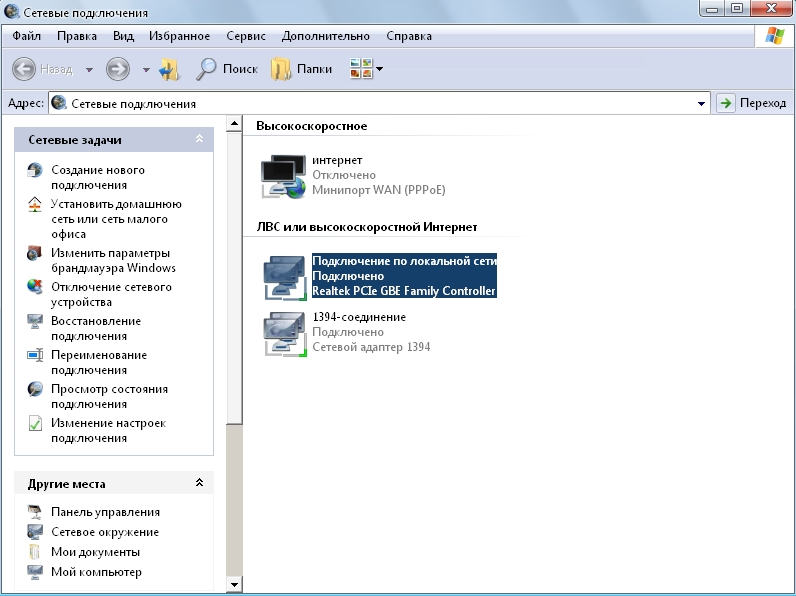 Сетевые подключения
Файл Правка Вид Избранное Сервис Дополнительно Справка
Назад Поиск Папки
Адрес: Сетевые подключения Переход
Сетевые задачи
Создание нового
подключения
Установить домашнюю
сеть или сеть малого
офиса
Изменить параметры
брандмауэра Windows
Отключение сетевого
устройства
Восстановление
подключения
Переименование
подключения
Просмотр состояния
подключения
Изменение настроек
подключения
Другие места
Панель управления
Сетевое окружение
Мои документы
Мой компьютер
Высокоскоростное
интернет
Отключено
Минипорт WAN (PPPoE)
ЛВС или высокоскоростной Интернет
Подключение по локальной сети
Подключено
Realtek PCIe GBE Family Controller
1394-соединение
Подключено
Сетевой адаптер 1394